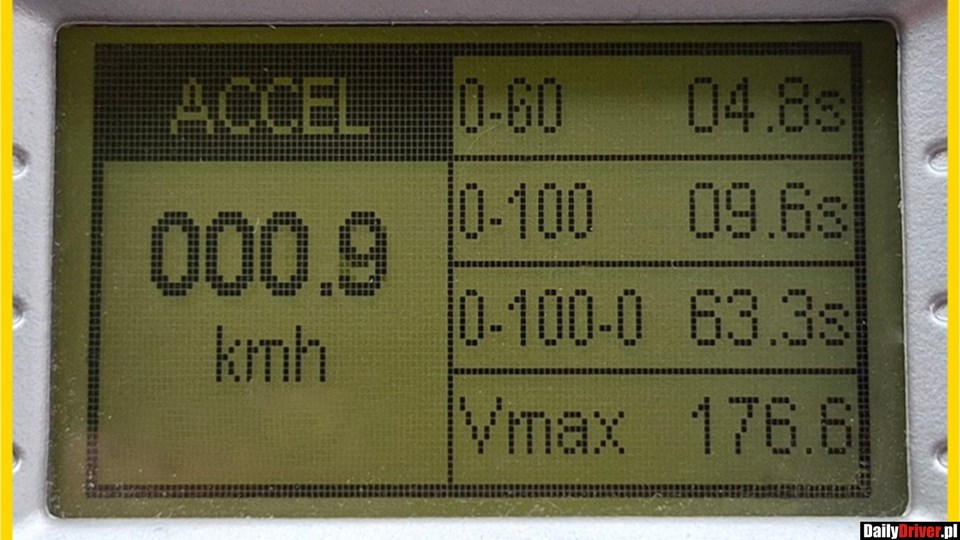 ACCEL
000.9
kmh
0-60 04.8s
0-100 09.6s
0-100-0 63.3s
Vmax 176.6
DailyDriver.pl